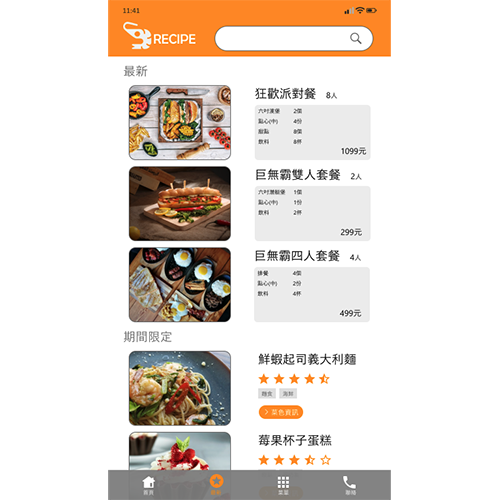 11:41
RECIPE
最新
狂歡派對餐 8人
六吋漢堡 2個
點心(中) 4份
甜點 8個
飲料 8杯
1099元
巨無霸雙人套餐 2人
六吋潛艇堡 1個
點心(中) 1份
飲料 2杯
299元
巨無霸四人套餐 4人
排餐 4個
點心(中) 2份
飲料 4杯
499元
期間限定
鮮蝦起司義大利麵
麵食 海鮮
> 菜色資訊
莓果杯子蛋糕
首頁 菜單 聯絡